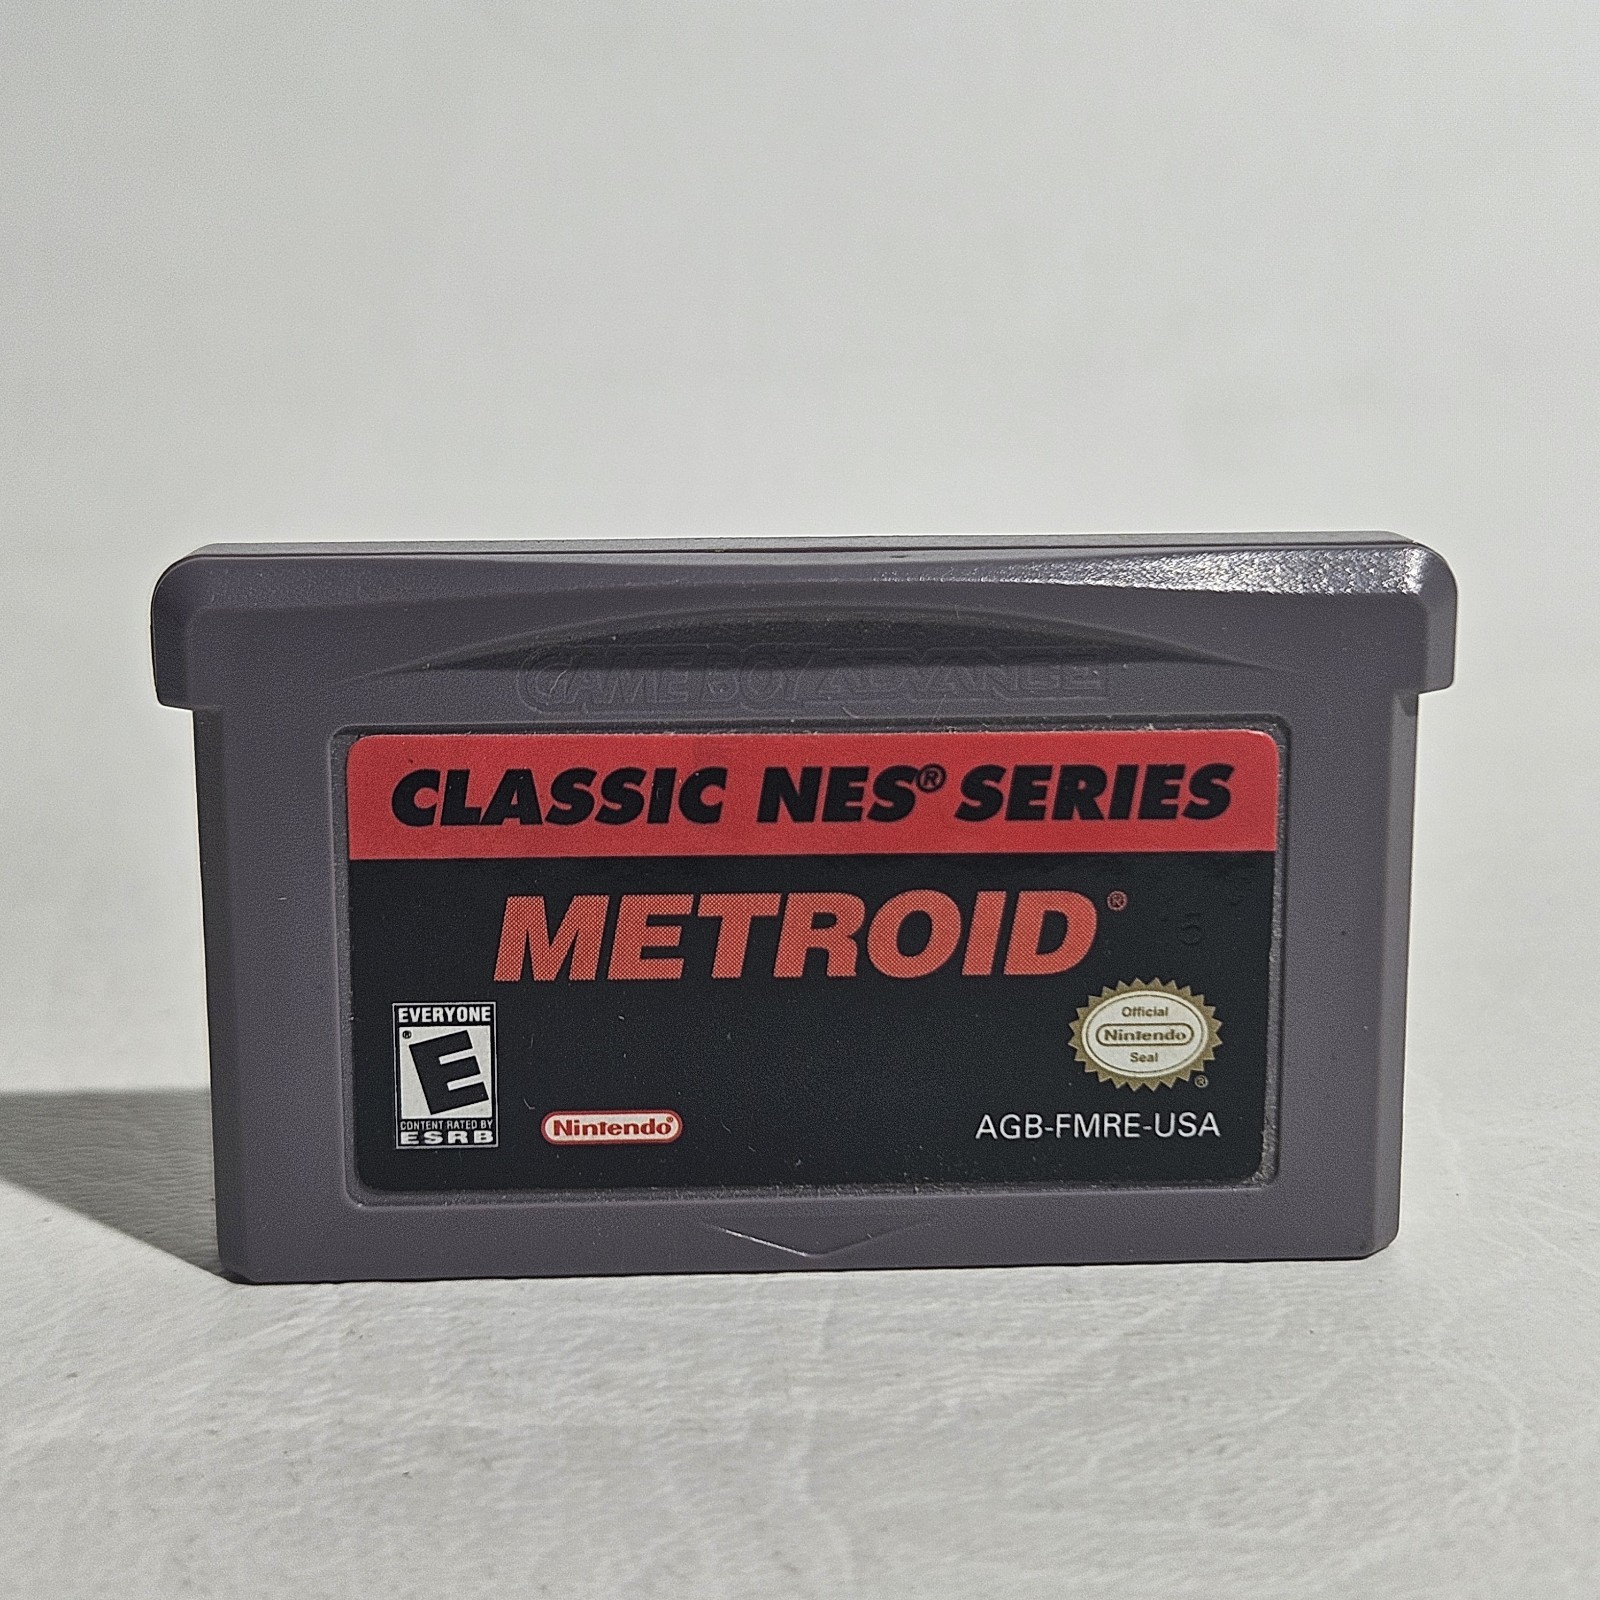 GAME BOY ADVANCE
CLASSIC NES® SERIES
METROID®
5
EVERYONE
E®
CONTENT RATED BY
ESRB
Nintendo®
Official
Nintendo
Seal
®
AGB-FMRE-USA